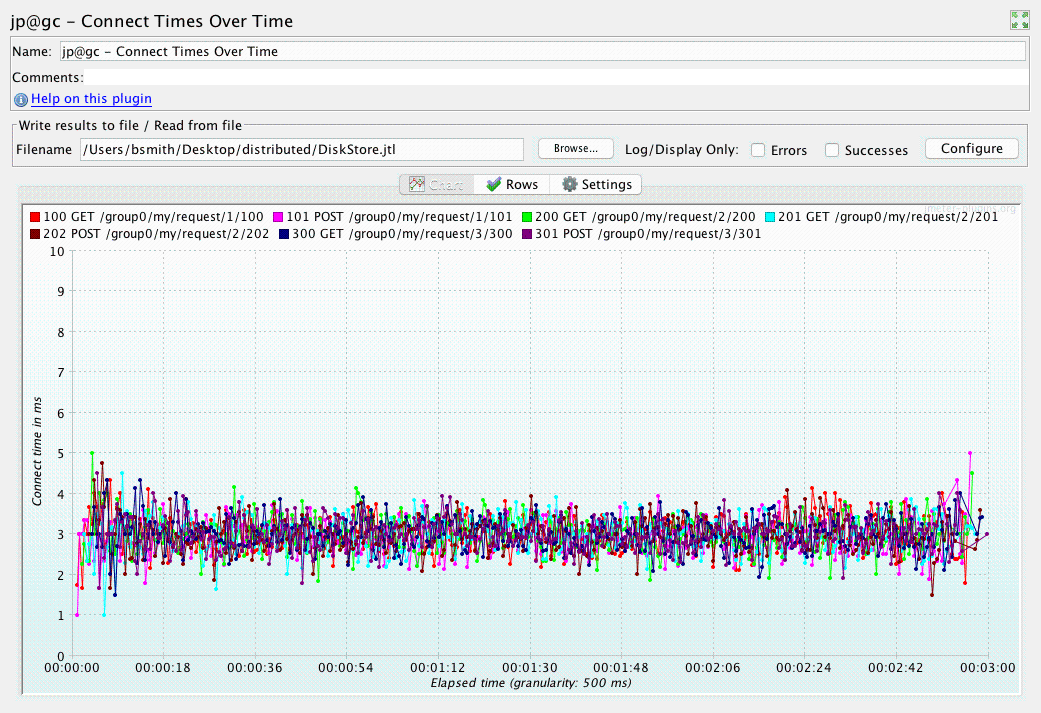 jp@gc - Connect Times Over Time
Name: jp@gc - Connect Times Over Time
Comments:
Help on this plugin
Write results to file / Read from file
Filename /Users/bsmith/Desktop/distributed/DiskStore.jtl Browse... Log/Display Only: Errors Successes Configure
Chart Rows Settings
jmeter-plugins.org
100 GET /group0/my/request/1/100 101 POST /group0/my/request/1/101 200 GET /group0/my/request/2/200 201 GET /group0/my/request/2/201
202 POST /group0/my/request/2/202 300 GET /group0/my/request/3/300 301 POST /group0/my/request/3/301
10
9
8
7
6
5
4
3
2
1
0
Connect time in ms
00:00:00 00:00:18 00:00:36 00:00:54 00:01:12 00:01:30 00:01:48 00:02:06 00:02:24 00:02:42 00:03:00
Elapsed time (granularity: 500 ms)